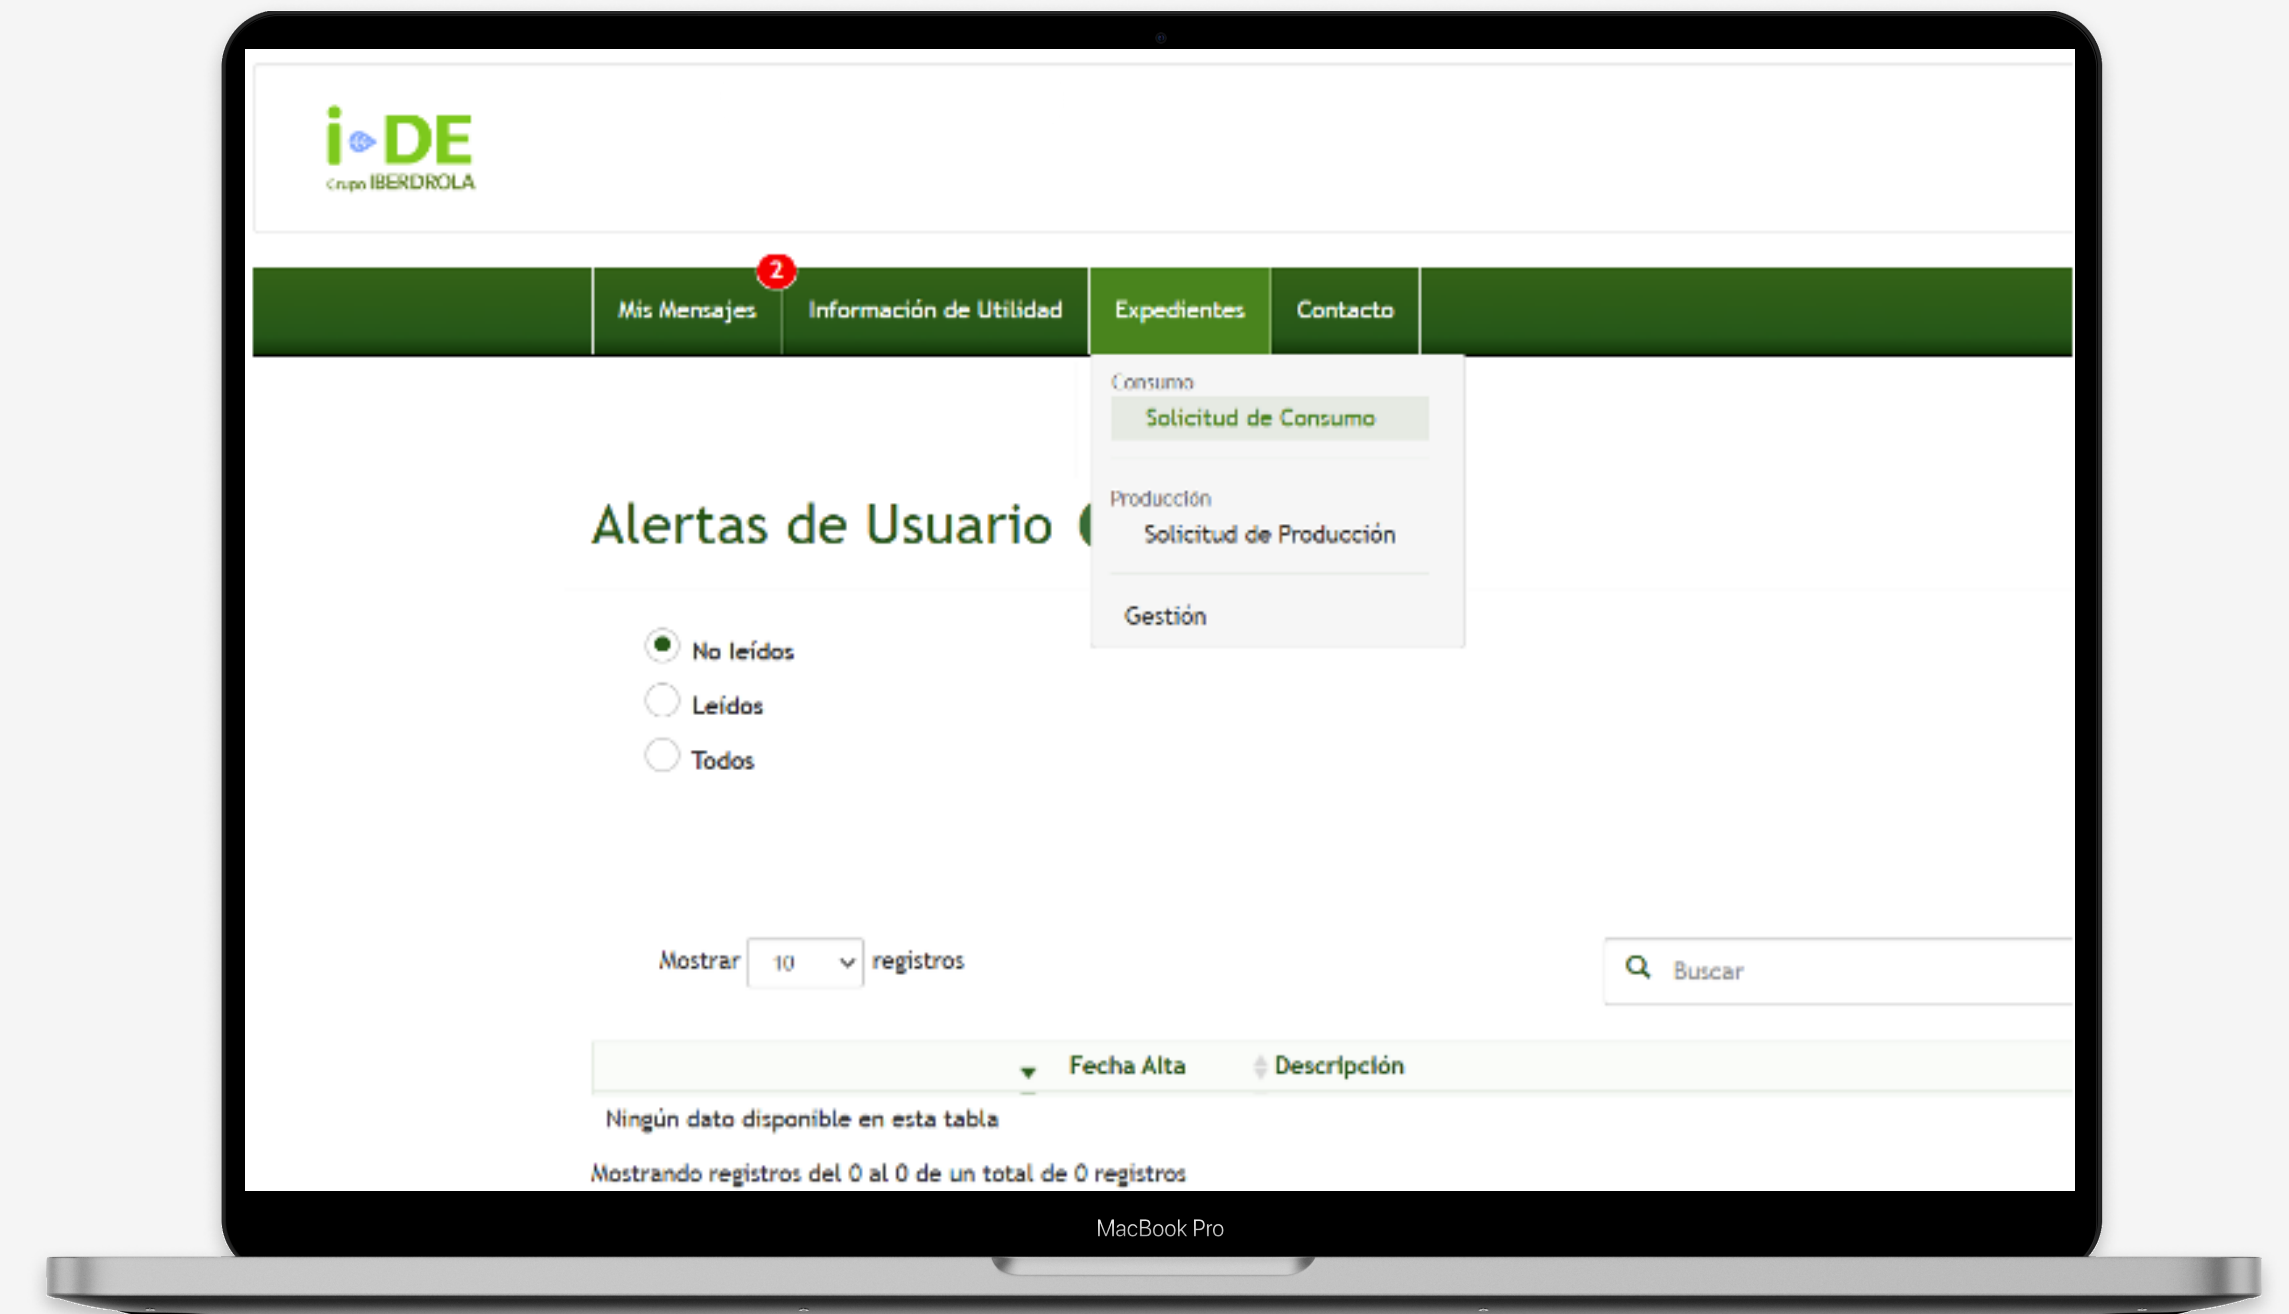 i DE
Grupo IBERDROLA
Mis Mensajes 2 Información de Utilidad Expedientes Contacto
Consumo
Solicitud de Consumo
Producción
Solicitud de Producción
Gestión
Alertas de Usuario
No leídos
Leídos
Todos
Mostrar 10 registros
Buscar
Fecha Alta Descripción
Ningún dato disponible en esta tabla
Mostrando registros del 0 al 0 de un total de 0 registros
MacBook Pro